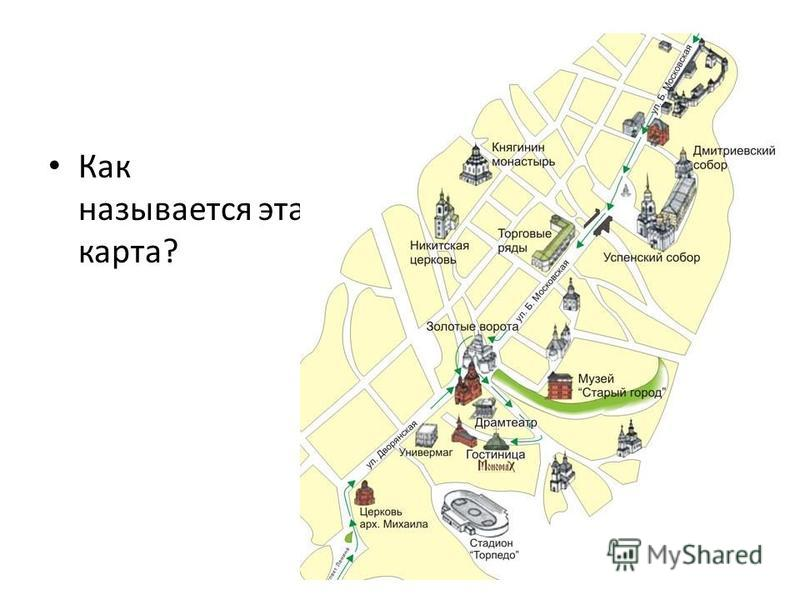 • Как
называется эта
карта?
ул. Б. Московская
Княгинин
монастырь
Дмитриевский
собор
Никитская
церковь
Торговые
ряды
Успенский собор
ул. Б. Московская
Золотые ворота
Музей
“Старый город”
Драмтеатр
ул. Дворянская
Универмаг
Гостиница
Мономах
Церковь
арх. Михаила
Стадион
“Торпедо”
Ленина
MyShared